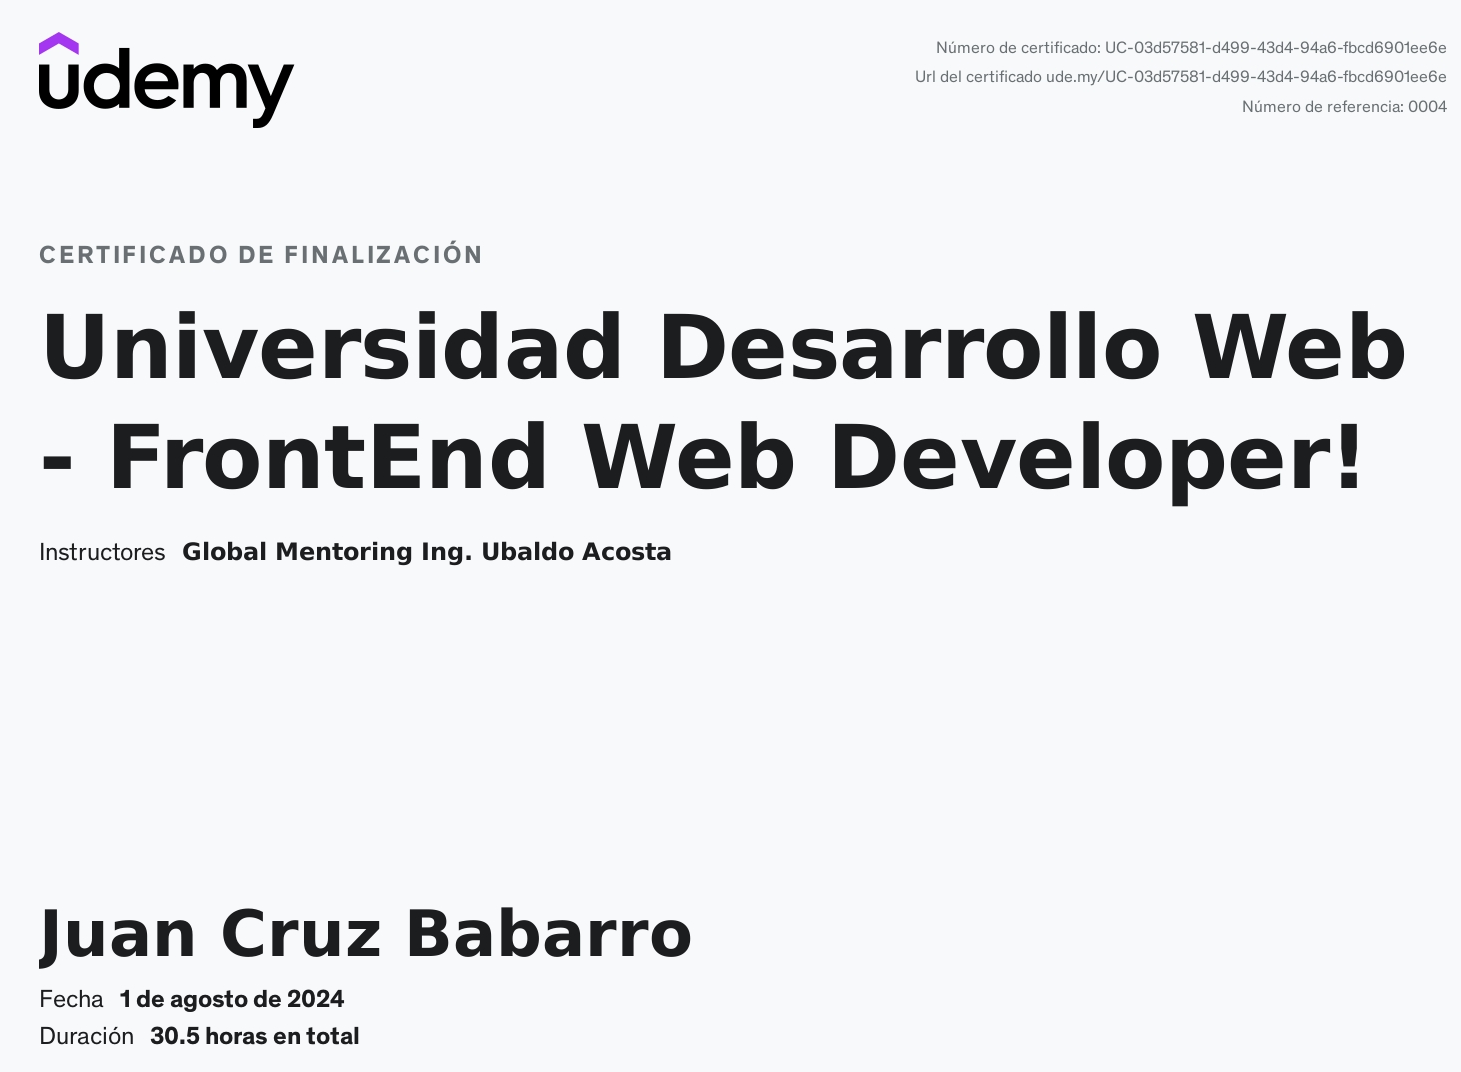 udemy
Número de certificado: UC-03d57581-d499-43d4-94a6-fbcd6901ee6e
Url del certificado ude.my/UC-03d57581-d499-43d4-94a6-fbcd6901ee6e
Número de referencia: 0004
CERTIFICADO DE FINALIZACIÓN
Universidad Desarrollo Web
- FrontEnd Web Developer!
Instructores Global Mentoring Ing. Ubaldo Acosta
Juan Cruz Babarro
Fecha 1 de agosto de 2024
Duración 30.5 horas en total